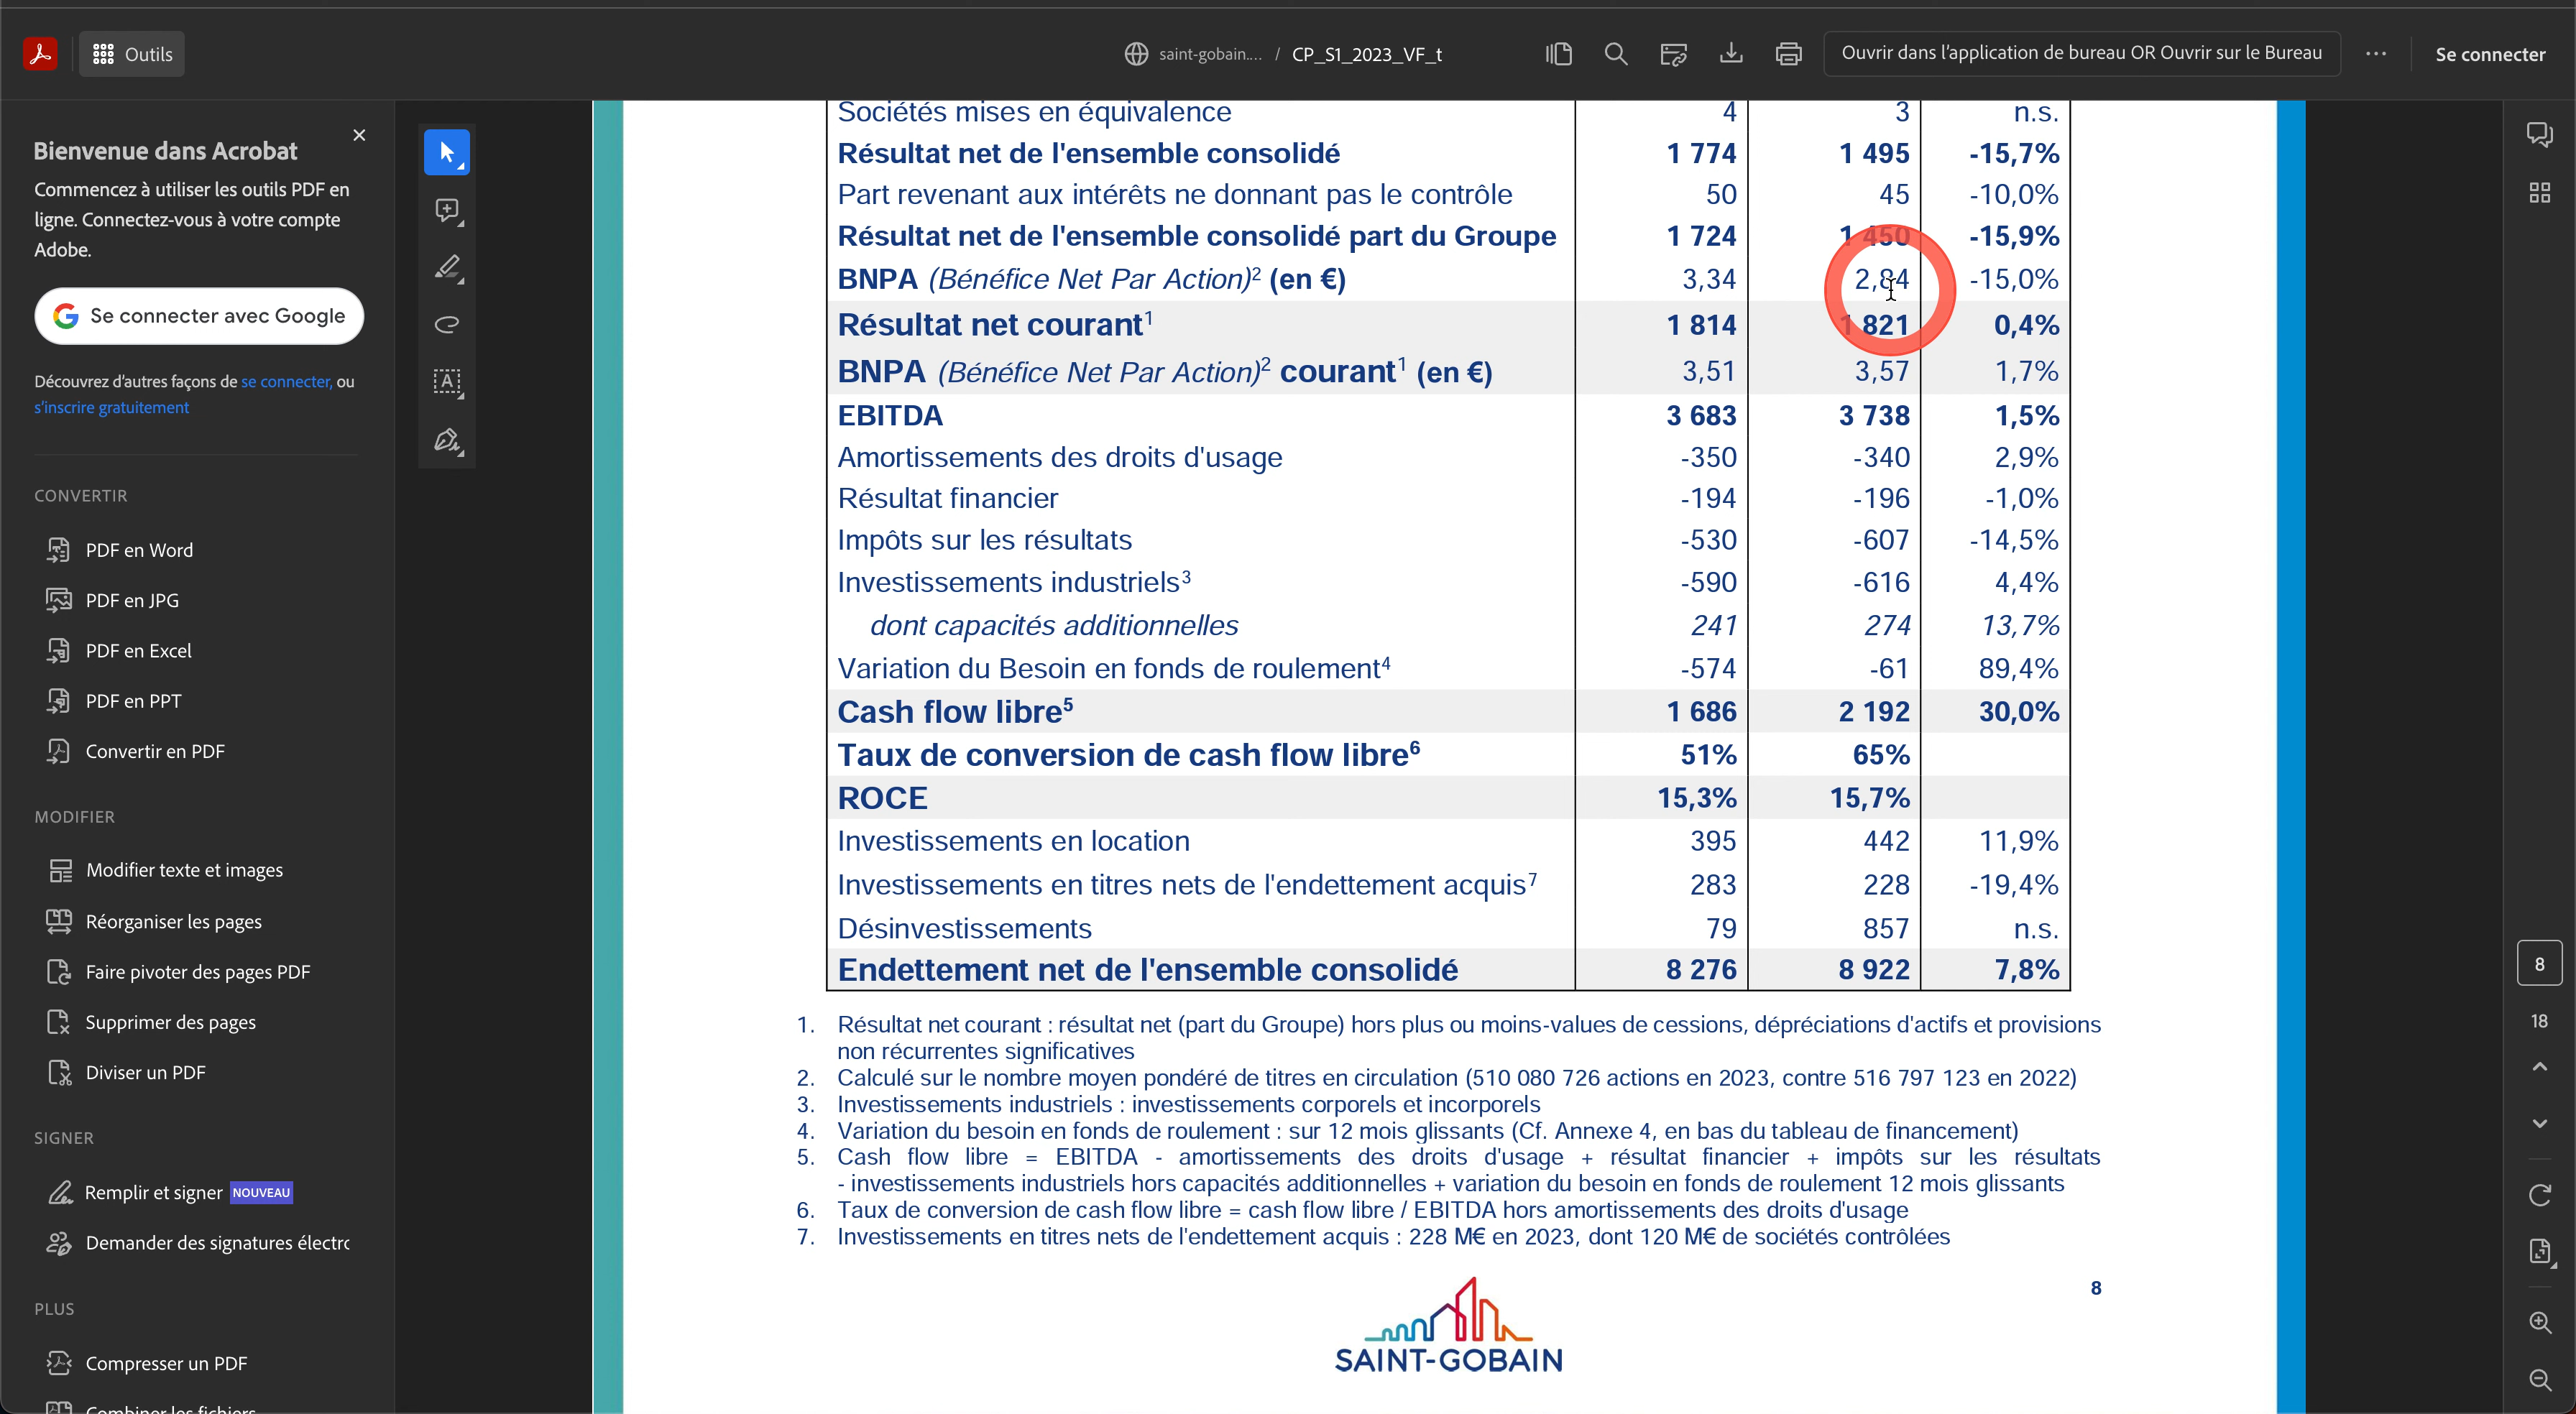 Outils
saint-gobain.... / CP_S1_2023_VF_t
Ouvrir dans l'application de bureau OR Ouvrir sur le Bureau
Se connecter
Bienvenue dans Acrobat
Commencez à utiliser les outils PDF en
ligne. Connectez-vous à votre compte
Adobe.
Se connecter avec Google
Découvrez d'autres façons de se connecter, ou
s'inscrire gratuitement
CONVERTIR
PDF en Word
PDF en JPG
PDF en Excel
PDF en PPT
Convertir en PDF
MODIFIER
Modifier texte et images
Réorganiser les pages
Faire pivoter des pages PDF
Supprimer des pages
Diviser un PDF
SIGNER
Remplir et signer NOUVEAU
Demander des signatures électrc
PLUS
Compresser un PDF
Combiner les fichiers
Sociétés mises en équivalence 4 3 n.s.
Résultat net de l'ensemble consolidé 1 774 1 495 -15,7%
Part revenant aux intérêts ne donnant pas le contrôle 50 45 -10,0%
Résultat net de l'ensemble consolidé part du Groupe 1 724 1 450 -15,9%
BNPA (Bénéfice Net Par Action)² (en €) 3,34 2,84 -15,0%
Résultat net courant¹ 1 814 1 821 0,4%
BNPA (Bénéfice Net Par Action)² courant¹ (en €) 3,51 3,57 1,7%
EBITDA 3 683 3 738 1,5%
Amortissements des droits d'usage -350 -340 2,9%
Résultat financier -194 -196 -1,0%
Impôts sur les résultats -530 -607 -14,5%
Investissements industriels³ -590 -616 4,4%
dont capacités additionnelles 241 274 13,7%
Variation du Besoin en fonds de roulement⁴ -574 -61 89,4%
Cash flow libre⁵ 1 686 2 192 30,0%
Taux de conversion de cash flow libre⁶ 51% 65%
ROCE 15,3% 15,7%
Investissements en location 395 442 11,9%
Investissements en titres nets de l'endettement acquis⁷ 283 228 -19,4%
Désinvestissements 79 857 n.s.
Endettement net de l'ensemble consolidé 8 276 8 922 7,8%
1. Résultat net courant : résultat net (part du Groupe) hors plus ou moins-values de cessions, dépréciations d'actifs et provisions
non récurrentes significatives
2. Calculé sur le nombre moyen pondéré de titres en circulation (510 080 726 actions en 2023, contre 516 797 123 en 2022)
3. Investissements industriels : investissements corporels et incorporels
4. Variation du besoin en fonds de roulement : sur 12 mois glissants (Cf. Annexe 4, en bas du tableau de financement)
5. Cash flow libre = EBITDA - amortissements des droits d'usage + résultat financier + impôts sur les résultats
- investissements industriels hors capacités additionnelles + variation du besoin en fonds de roulement 12 mois glissants
6. Taux de conversion de cash flow libre = cash flow libre / EBITDA hors amortissements des droits d'usage
7. Investissements en titres nets de l'endettement acquis : 228 M€ en 2023, dont 120 M€ de sociétés contrôlées
8
SAINT-GOBAIN
8
18